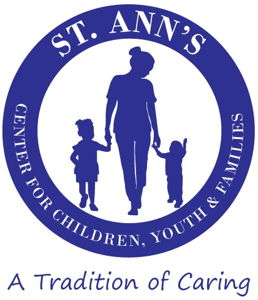 ST. ANN'S
CENTER FOR CHILDREN, YOUTH & FAMILIES
A Tradition of Caring